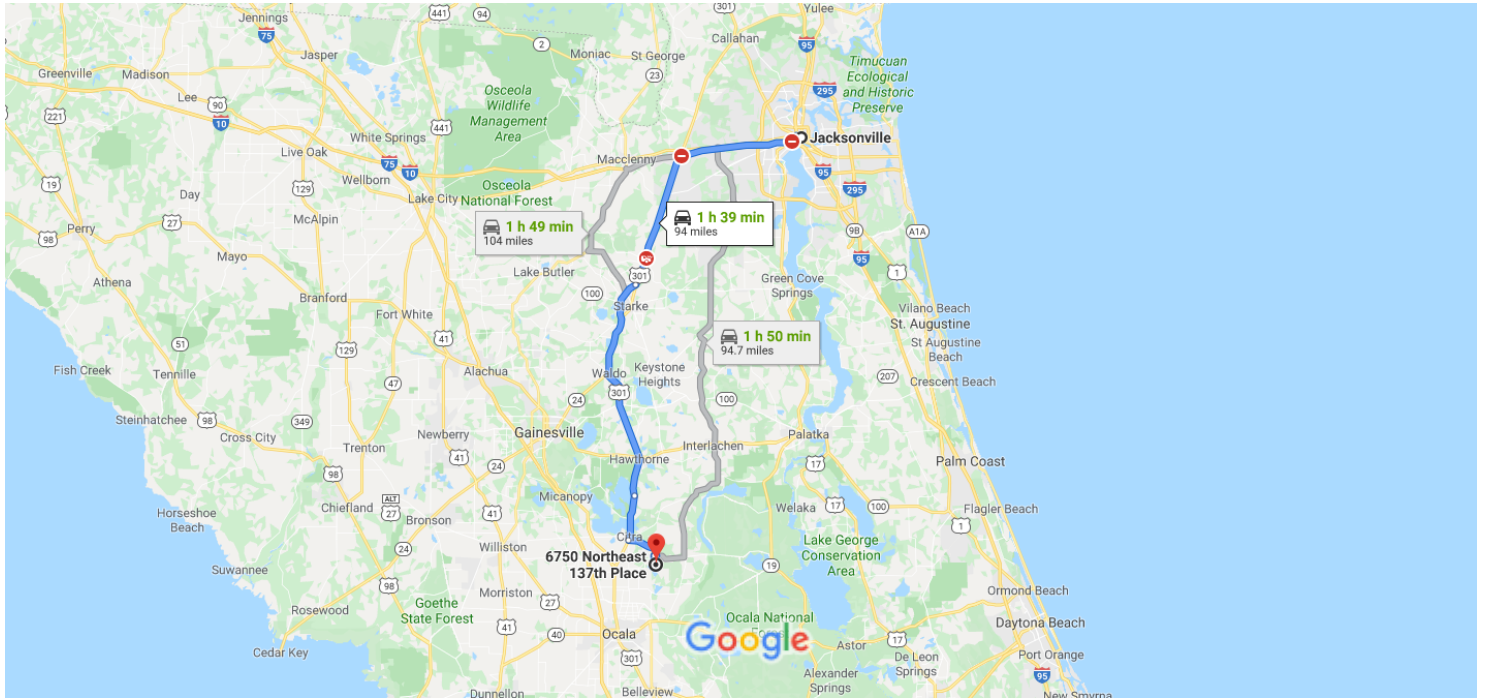 Jennings
441
94
301
Yulee
75
2
Moniac
St George
Callahan
95
Jasper
23
Timucuan
Ecological
and Historic
Preserve
Greenville
Madison
Osceola
Wildlife
Management
Area
295
Lee
90
221
10
White Springs
441
Jacksonville
Live Oak
75
10
Macclenny
Wellborn
95
19
129
Lake City
Osceola
National Forest
295
Day
27
McAlpin
1 h 39 min
94 miles
Perry
98
1 h 49 min
104 miles
9B
A1A
Mayo
95
Lake Butler
301
1
Athena
100
Green Cove
Springs
Branford
27
Starke
Vilano Beach
Fort White
St. Augustine
441
1 h 50 min
94.7 miles
St Augustine
Beach
51
129
Fish Creek
Tennille
Alachua
Waldo
Keystone
Heights
207
Crescent Beach
47
301
24
100
Steinhatchee
98
349
Gainesville
Cross City
Newberry
Interlachen
Palatka
Trenton
41
Hawthorne
24
17
Palm Coast
98
Chiefland
ALT
27
Micanopy
Horseshoe
Beach
Bronson
41
Welaka
17
100
Flagler Beach
1
24
Williston
Citra
6750 Northeast
137th Place
Lake George
Conservation
Area
Suwannee
98
Morriston
27
19
Ormond Beach
Rosewood
Goethe
State Forest
41
40
Ocala
Ocala National
Google
Daytona Beach
Cedar Key
301
Astor
17
De Leon
Springs
Port Orange
95
Dunnellon
Belleview
Alexander
Springs
New Smyrna